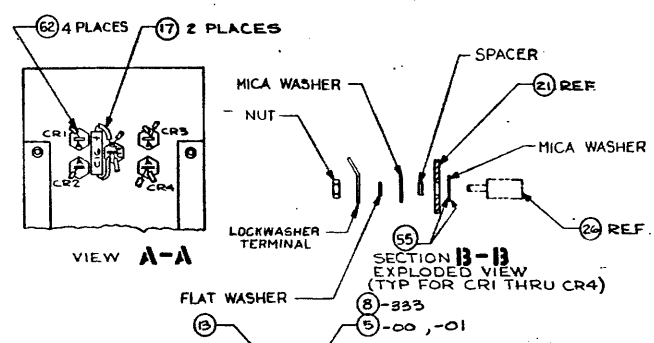 62 4 PLACES
17 2 PLACES
SPACER
MICA WASHER
21 REF.
NUT
CR1
CR3
C16
+
MICA WASHER
CR2
CR4
LOCKWASHER
TERMINAL
55
26 REF.
VIEW A-A
SECTION B-B
EXPLODED VIEW
(TYP FOR CR1 THRU CR4)
FLAT WASHER
8 -333
13
5 -00, -01